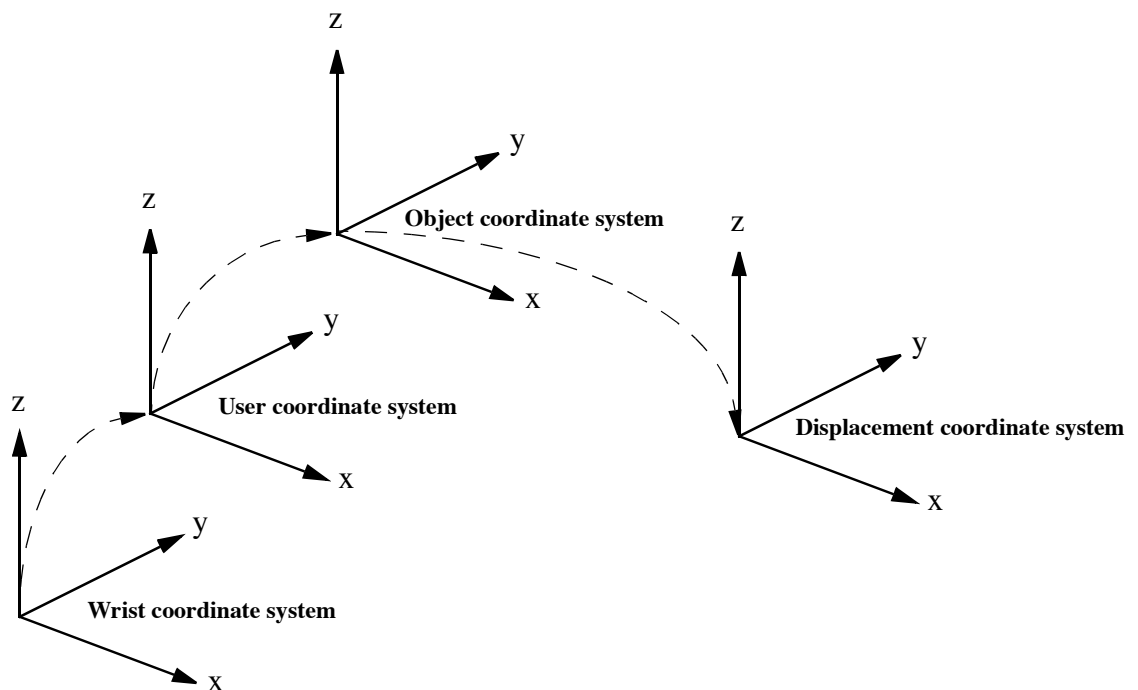 z
y
Object coordinate system
x
z
y
User coordinate system
x
z
y
Displacement coordinate system
x
z
y
Wrist coordinate system
x